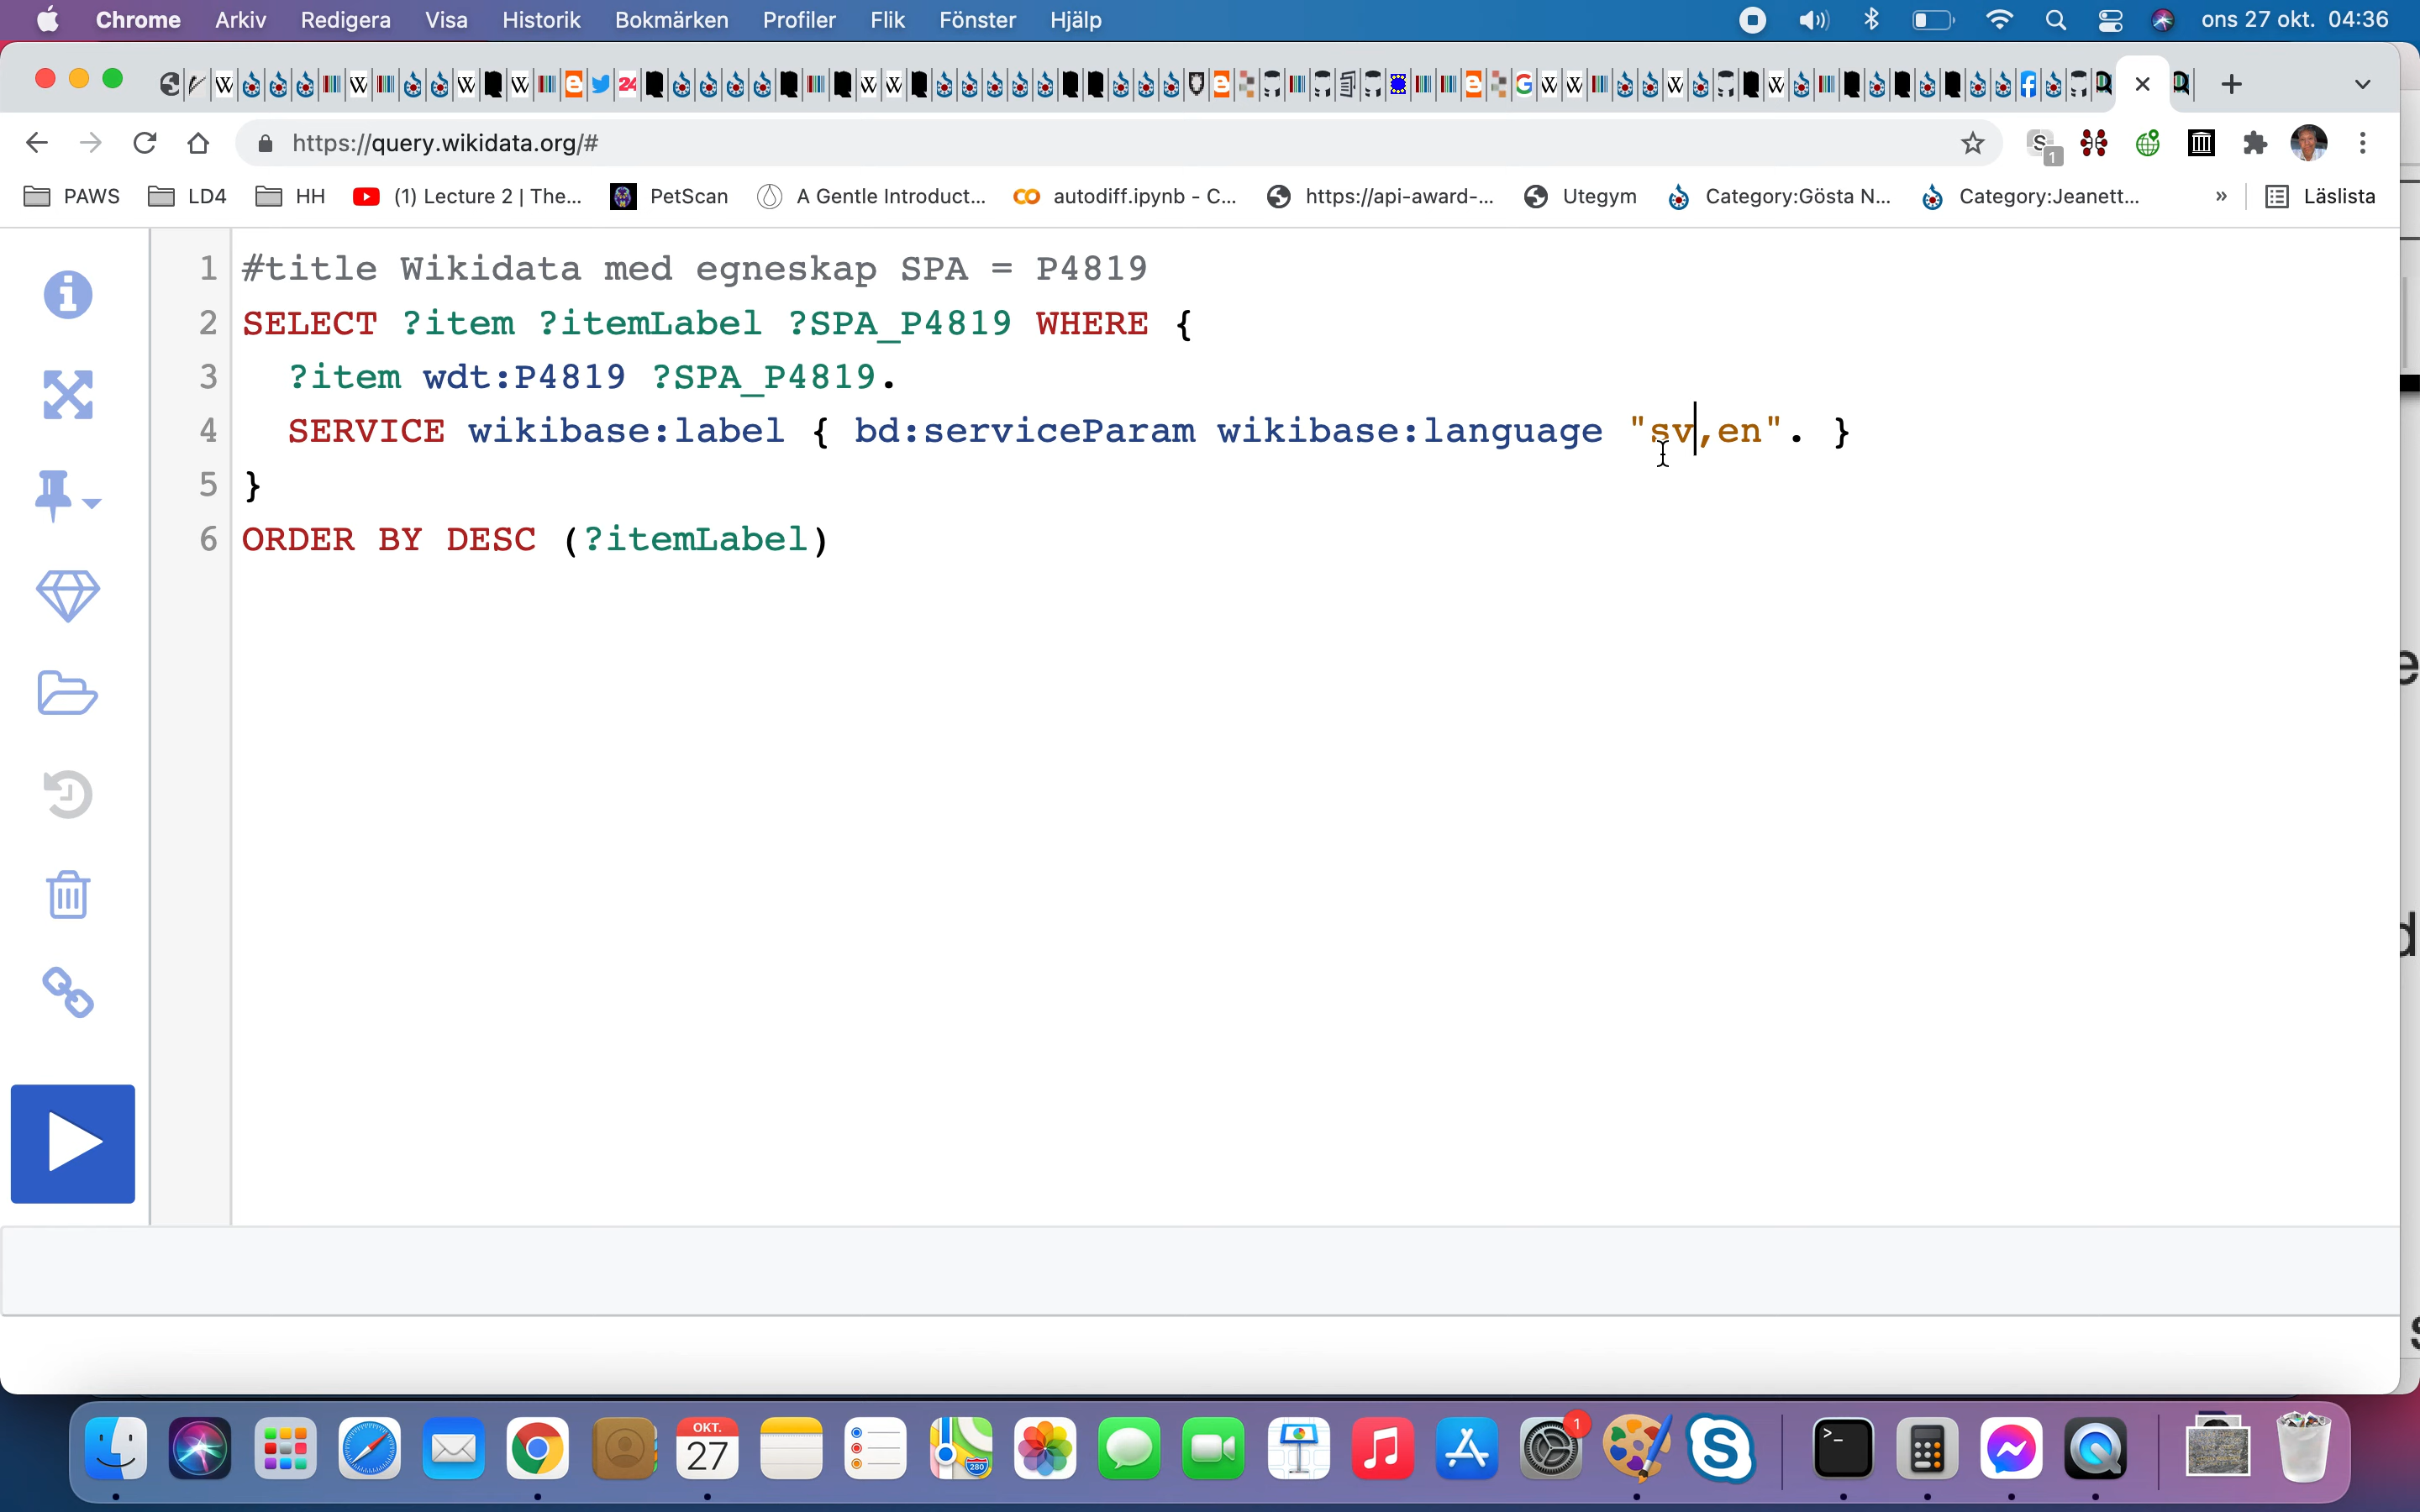 Chrome Arkiv Redigera Visa Historik Bokmärken Profiler Flik Fönster Hjälp ons 27 okt. 04:36
https://query.wikidata.org/#
PAWS LD4 HH (1) Lecture 2 | The... PetScan A Gentle Introduct... autodiff.ipynb - C... https://api-award-... Utegym Category:Gösta N... Category:Jeanett... » Läslista
1 #title Wikidata med egneskap SPA = P4819
2 SELECT ?item ?itemLabel ?SPA_P4819 WHERE {
3 ?item wdt:P4819 ?SPA_P4819.
4 SERVICE wikibase:label { bd:serviceParam wikibase:language "sv,en". }
5 }
6 ORDER BY DESC (?itemLabel)
OKT.
27
280
1